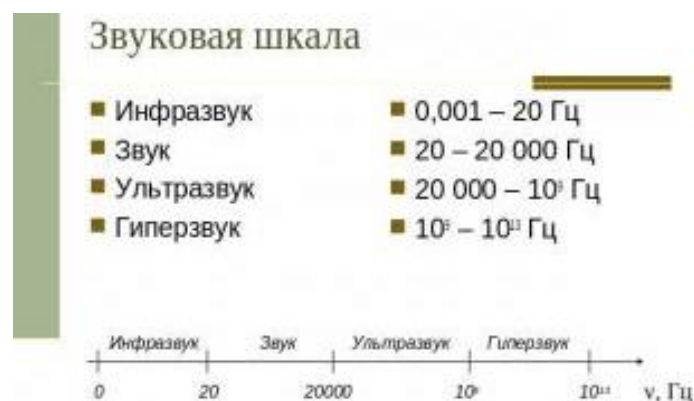 Звуковая шкала
Инфразвук
0,001 – 20 Гц
Звук
20 – 20 000 Гц
Ультразвук
20 000 – 10⁹ Гц
Гиперзвук
10⁹ – 10¹³ Гц
Инфразвук Звук Ультразвук Гиперзвук
0 20 20000 10⁹ 10¹³ ν, Гц